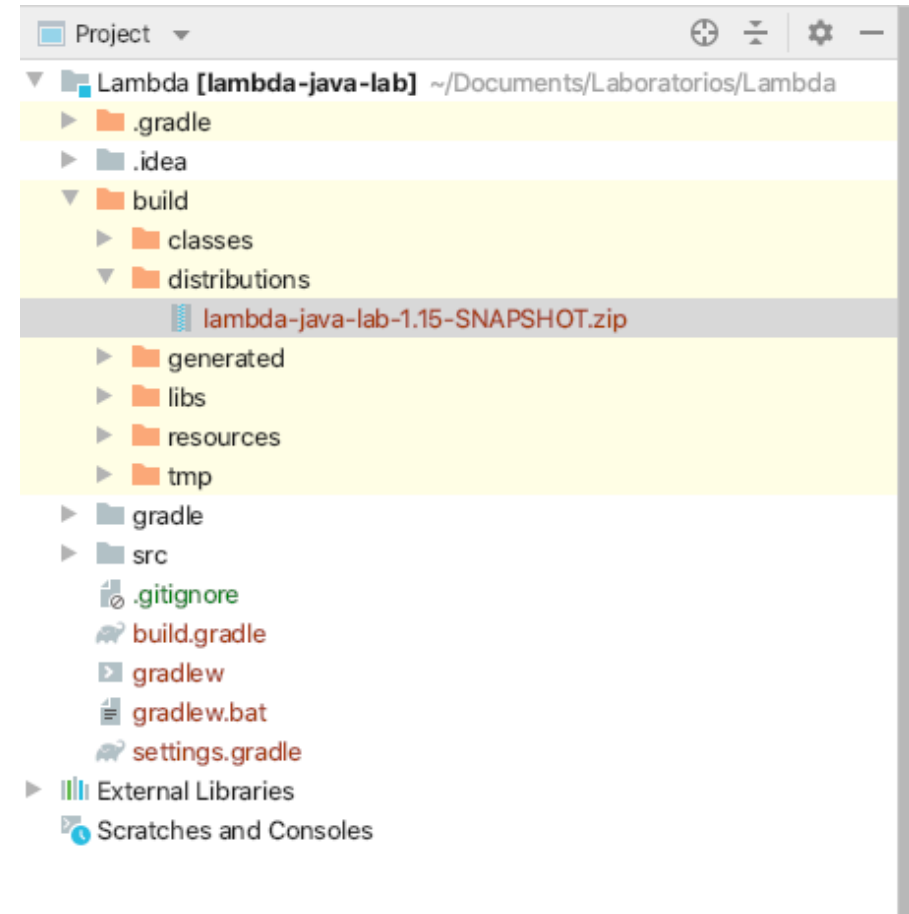 Project
Lambda [lambda-java-lab] ~/Documents/Laboratorios/Lambda
.gradle
.idea
build
classes
distributions
lambda-java-lab-1.15-SNAPSHOT.zip
generated
libs
resources
tmp
gradle
src
.gitignore
build.gradle
gradlew
gradlew.bat
settings.gradle
External Libraries
Scratches and Consoles